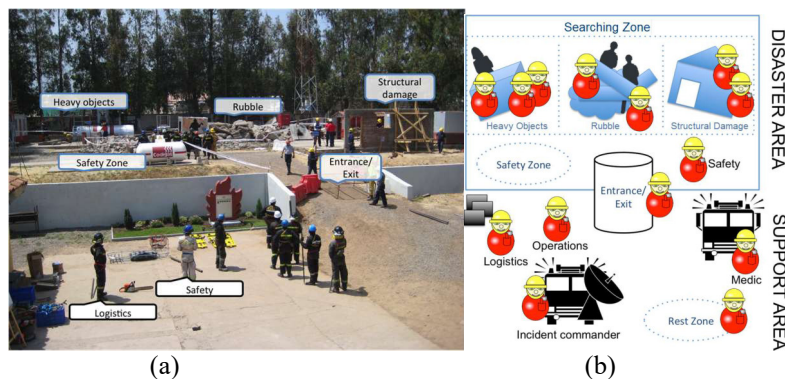 Heavy objects
Rubble
Structural
damage
Safety Zone
Entrance/
Exit
Safety
Logistics
(a)
Searching Zone
Heavy Objects
Rubble
Structural Damage
Safety Zone
Safety
Entrance/
Exit
Logistics
Operations
Medic
Incident commander
Rest Zone
DISASTER AREA
SUPPORT AREA
(b)